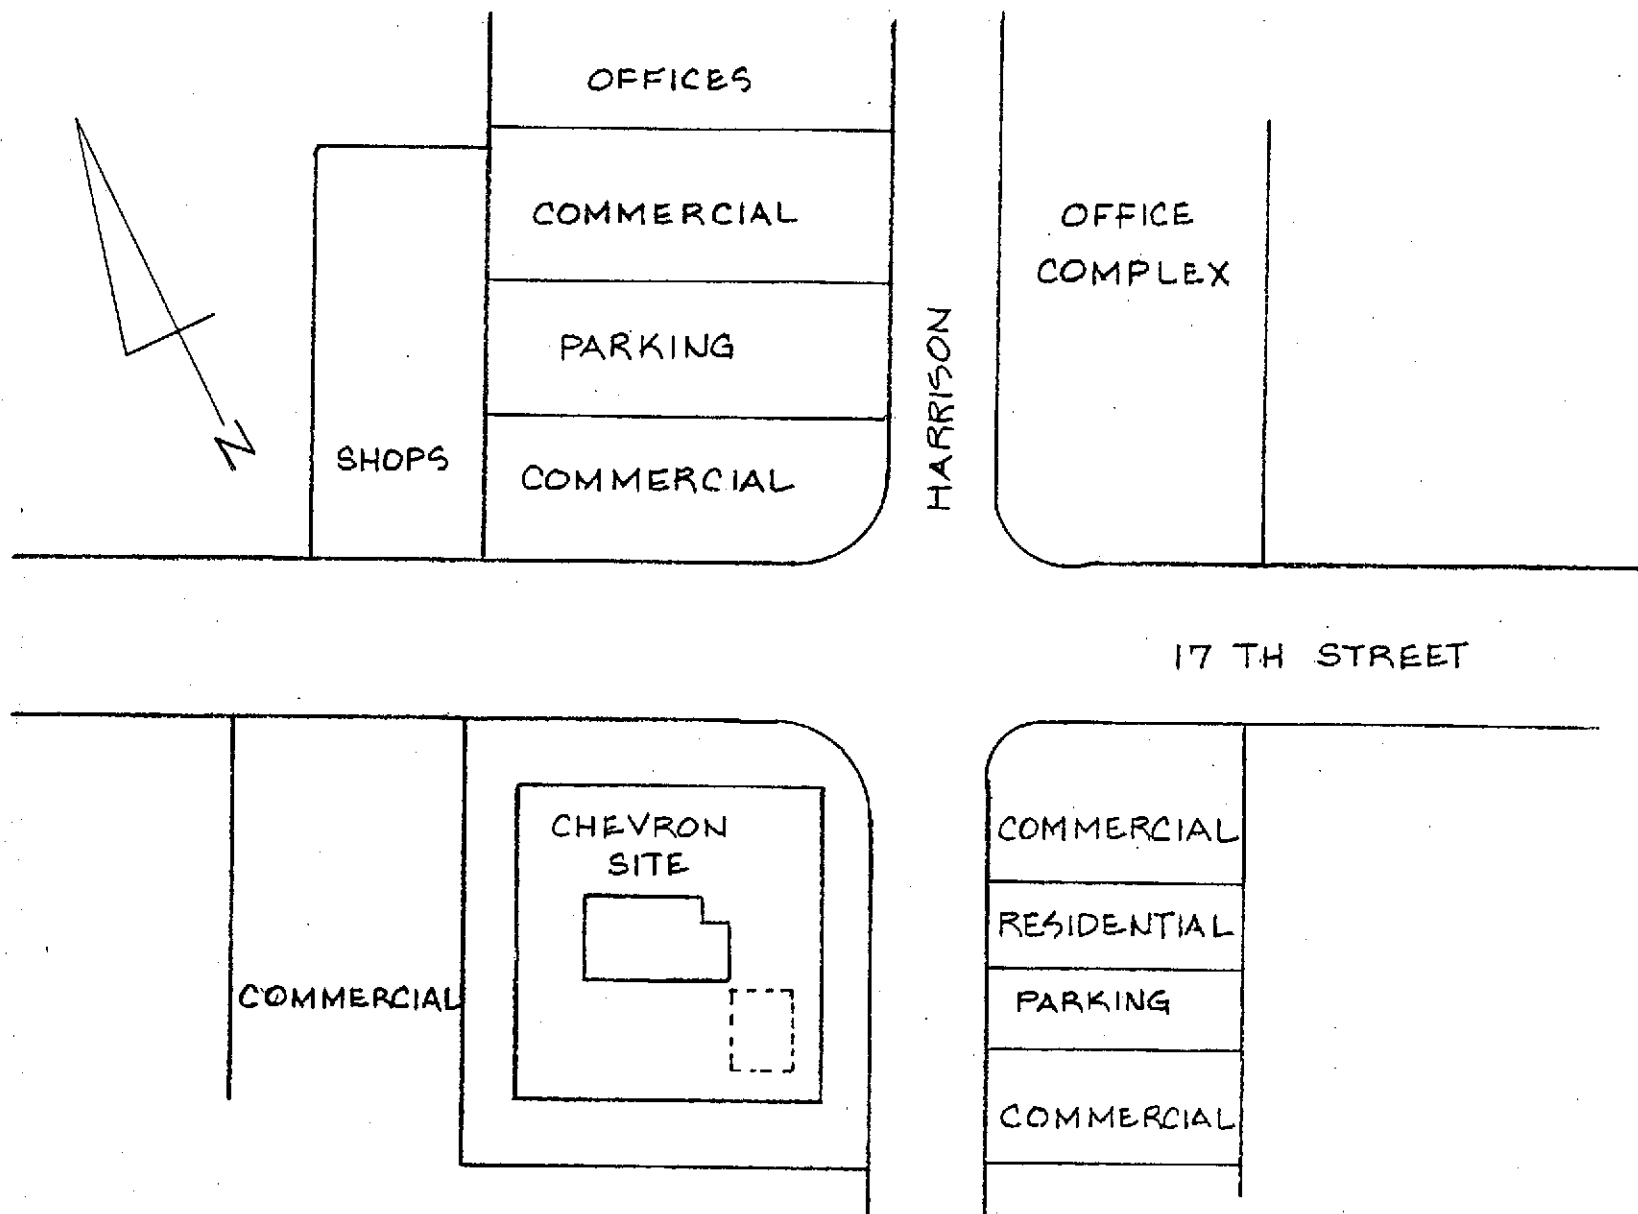 OFFICES
COMMERCIAL
OFFICE
COMPLEX
PARKING
HARRISON
N
SHOPS
COMMERCIAL
17 TH STREET
CHEVRON
SITE
COMMERCIAL
RESIDENTIAL
COMMERCIAL
PARKING
COMMERCIAL